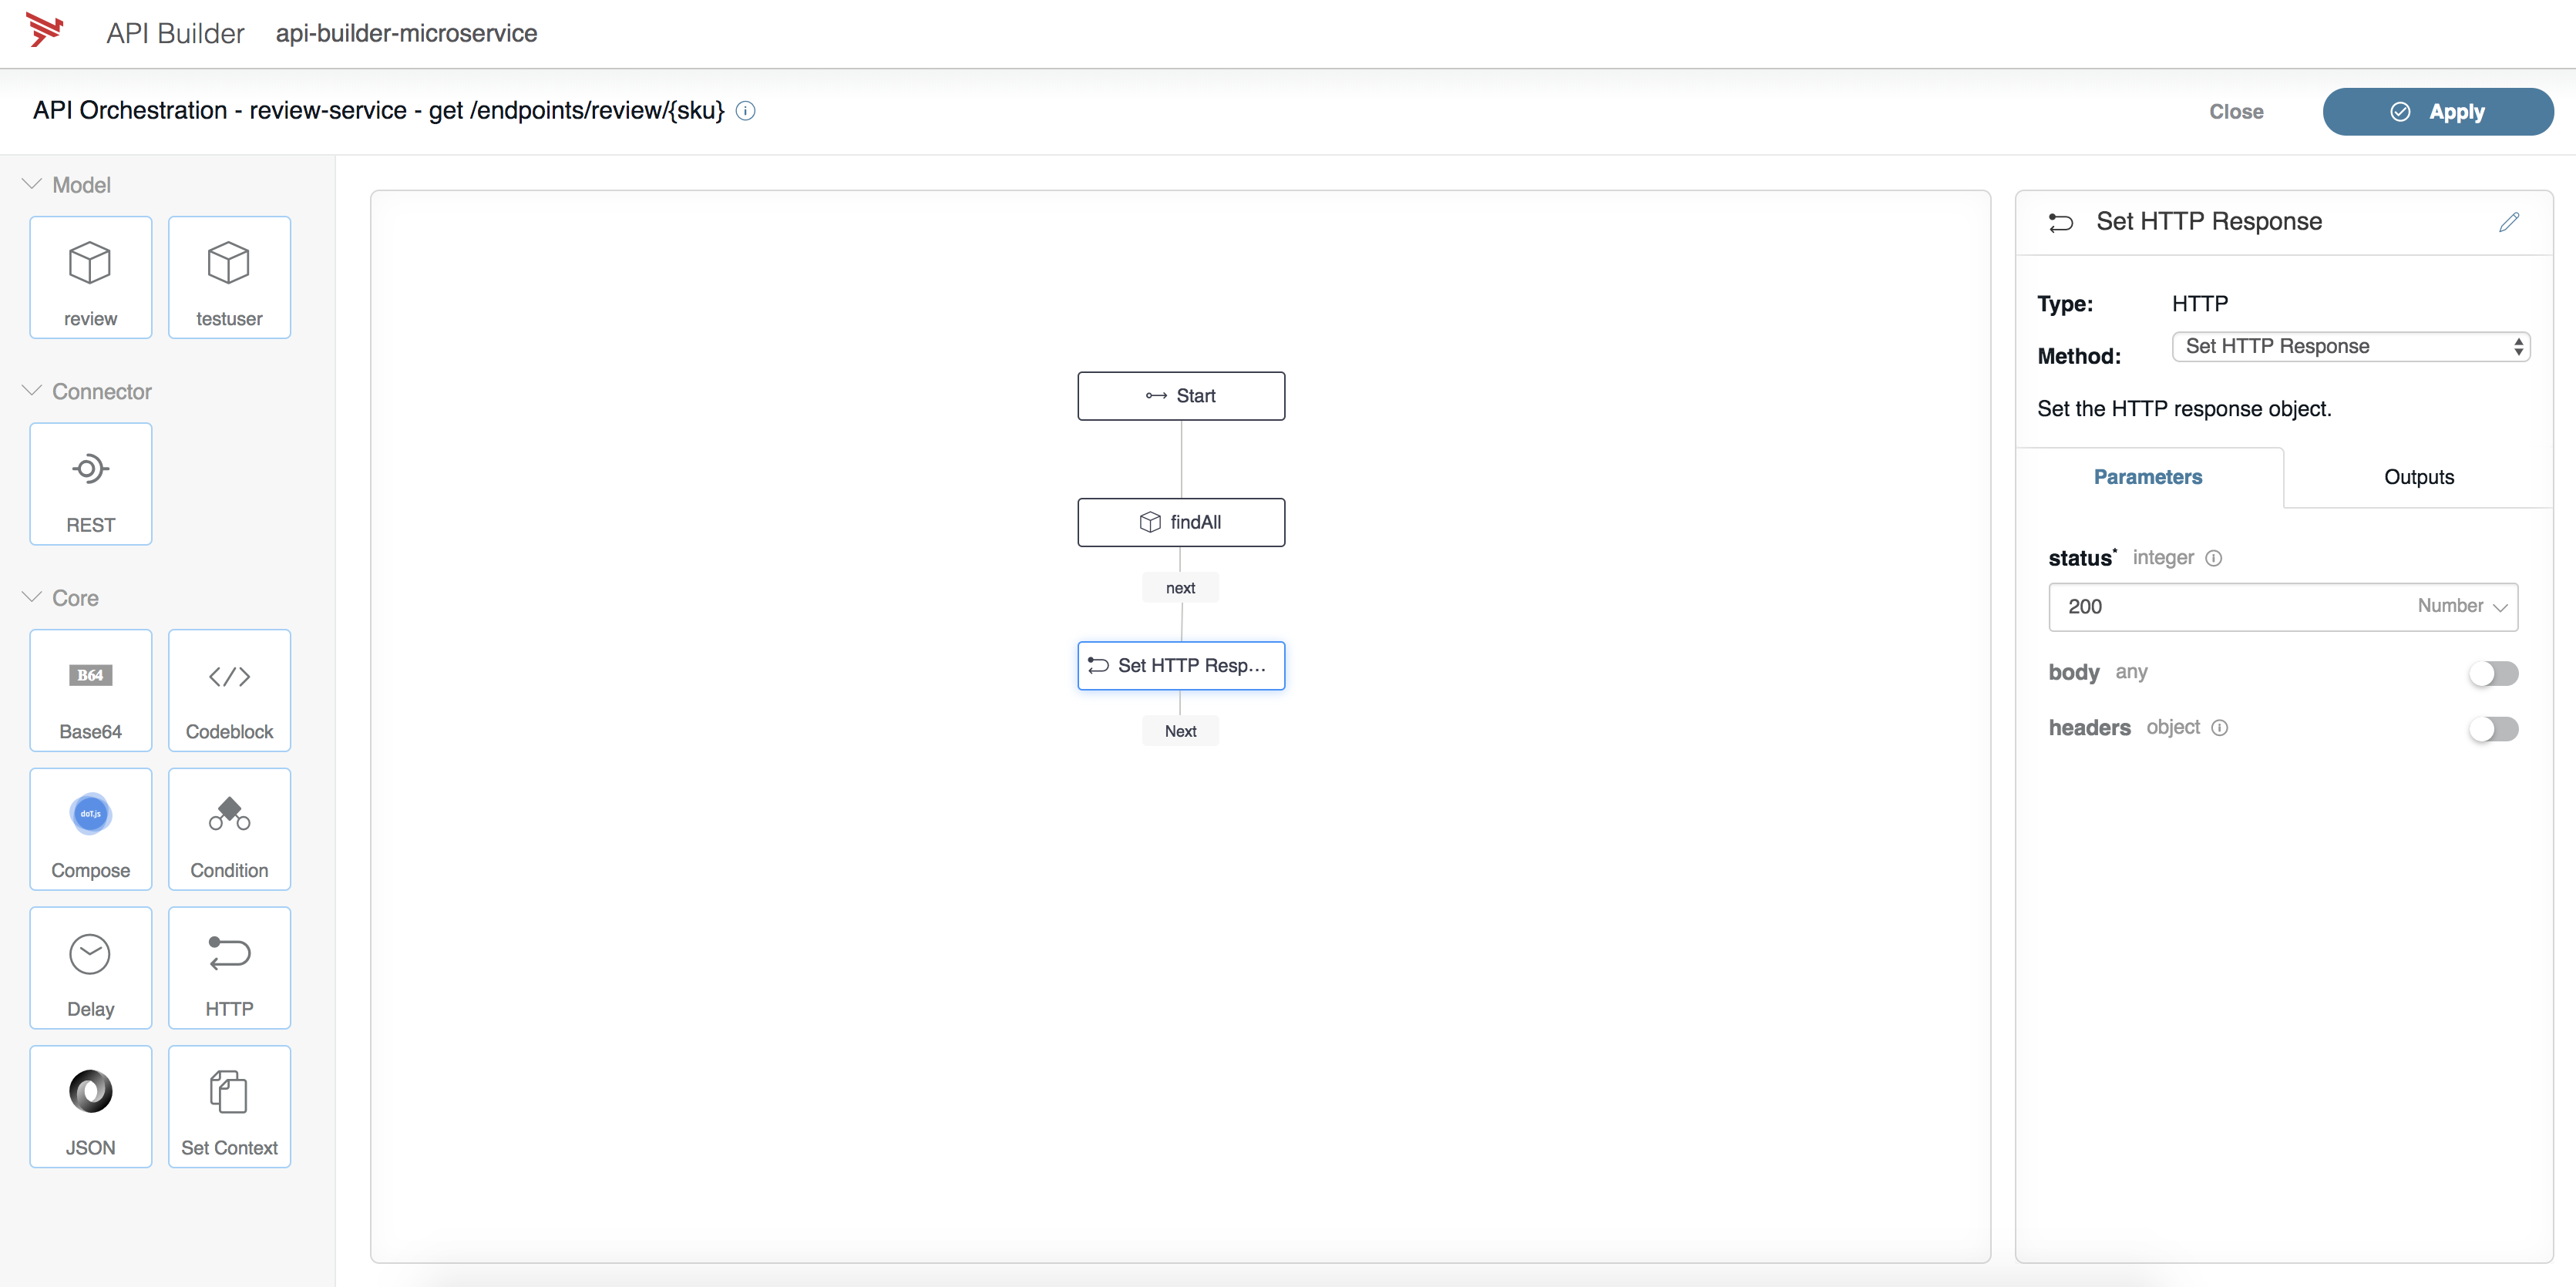 API Builder api-builder-microservice
API Orchestration - review-service - get /endpoints/review/{sku}
Close
Apply
Model
review
testuser
Connector
REST
Core
B64
Base64
</>
Codeblock
dot.js
Compose
Condition
Delay
HTTP
JSON
Set Context
Start
findAll
next
Set HTTP Resp...
Next
Set HTTP Response
Type: HTTP
Method: Set HTTP Response
Set the HTTP response object.
Parameters
Outputs
status* integer
200 Number
body any
headers object